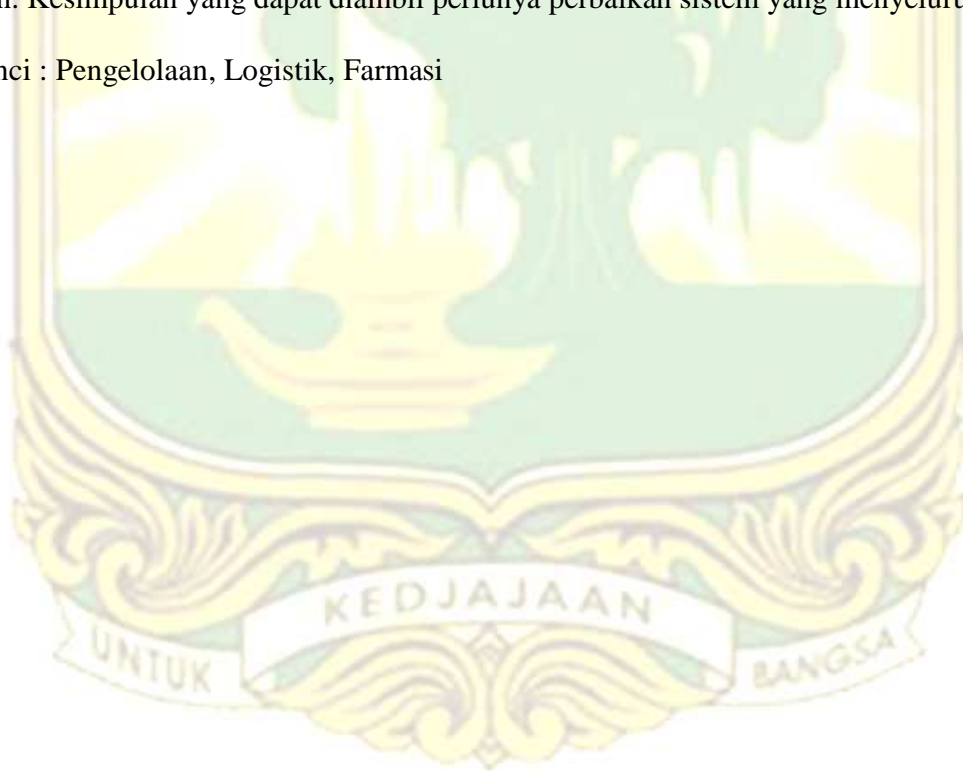 Kesimpulan yang dapat diambil perlunya perbaikan sistem yang menyeluru
nci : Pengelolaan, Logistik, Farmasi
UNTUK KEDJAJAAN BANGSA